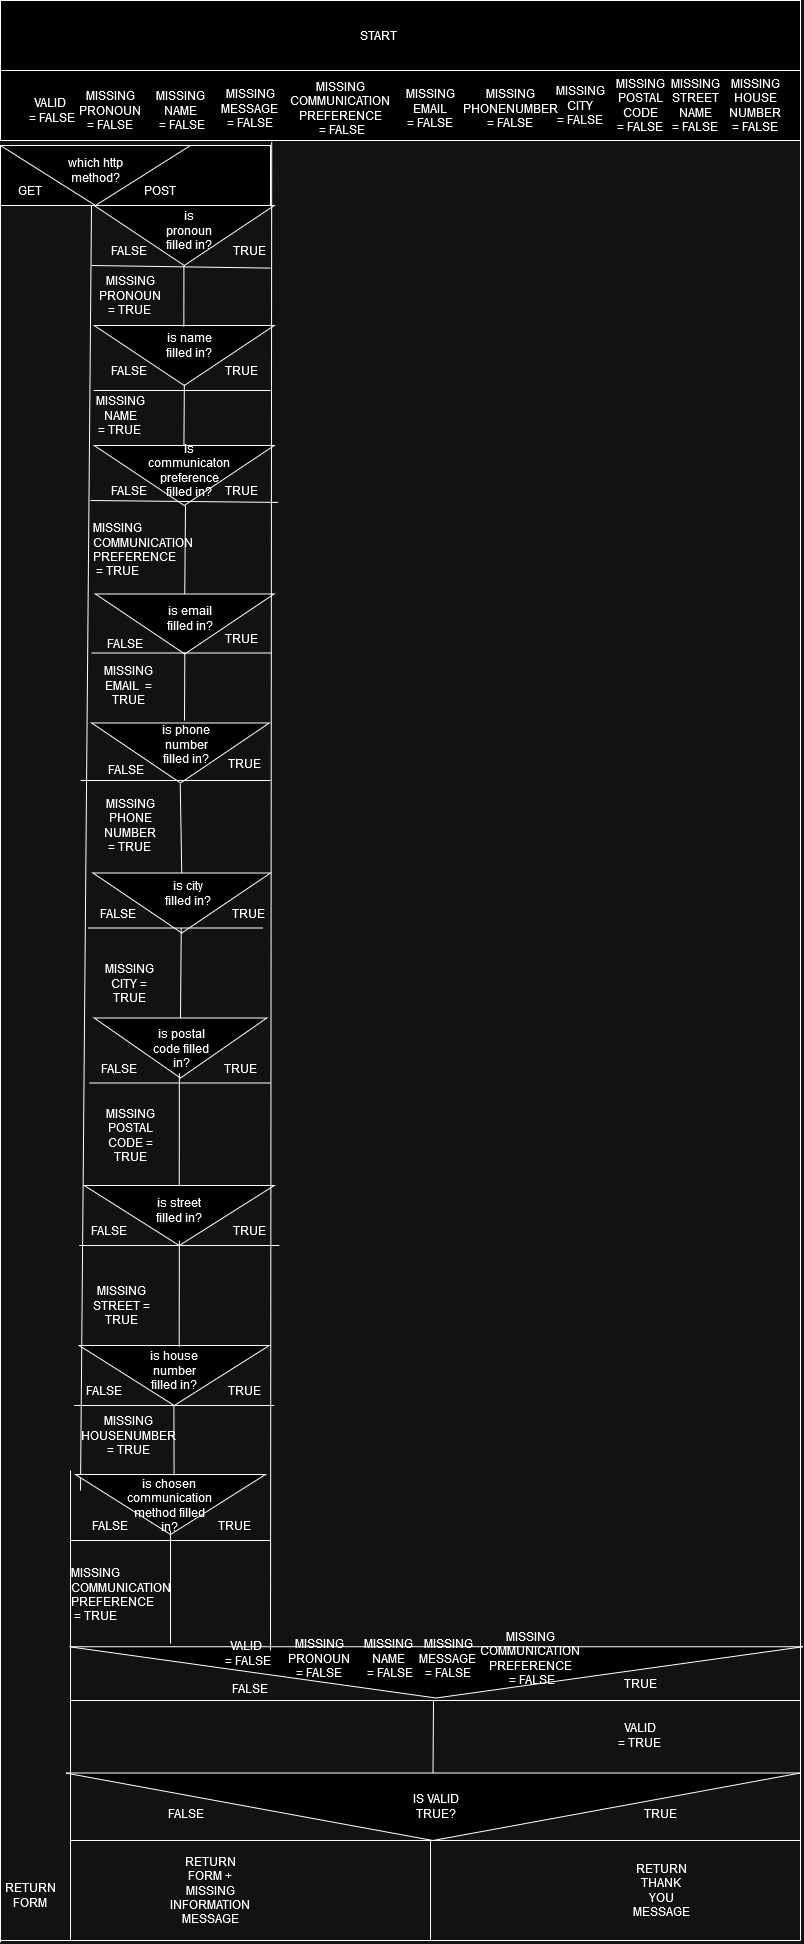 START
VALID
= FALSE
MISSING
PRONOUN
= FALSE
MISSING
NAME
= FALSE
MISSING
MESSAGE
= FALSE
MISSING
COMMUNICATION
PREFERENCE
= FALSE
MISSING
EMAIL
= FALSE
MISSING
PHONENUMBER
= FALSE
MISSING
CITY
= FALSE
MISSING
POSTAL
CODE
= FALSE
MISSING
STREET
NAME
= FALSE
MISSING
HOUSE
NUMBER
= FALSE
which http
method?
GET
POST
is
pronoun
filled in?
FALSE
TRUE
MISSING
PRONOUN
= TRUE
is name
filled in?
FALSE
TRUE
MISSING
NAME
= TRUE
is
communicaton
preference
filled in?
FALSE
TRUE
MISSING
COMMUNICATION
PREFERENCE
= TRUE
is email
filled in?
FALSE
TRUE
MISSING
EMAIL =
TRUE
is phone
number
filled in?
FALSE
TRUE
MISSING
PHONE
NUMBER
= TRUE
is city
filled in?
FALSE
TRUE
MISSING
CITY =
TRUE
is postal
code filled
in?
FALSE
TRUE
MISSING
POSTAL
CODE =
TRUE
is street
filled in?
FALSE
TRUE
MISSING
STREET =
TRUE
is house
number
filled in?
FALSE
TRUE
MISSING
HOUSENUMBER
= TRUE
is chosen
communication
method filled
in?
FALSE
TRUE
MISSING
COMMUNICATION
PREFERENCE
= TRUE
VALID
= FALSE
MISSING
PRONOUN
= FALSE
MISSING
NAME
= FALSE
MISSING
MESSAGE
= FALSE
MISSING
COMMUNICATION
PREFERENCE
= FALSE
FALSE
TRUE
VALID
= TRUE
IS VALID
TRUE?
FALSE
TRUE
RETURN
FORM
RETURN
FORM +
MISSING
INFORMATION
MESSAGE
RETURN
THANK
YOU
MESSAGE